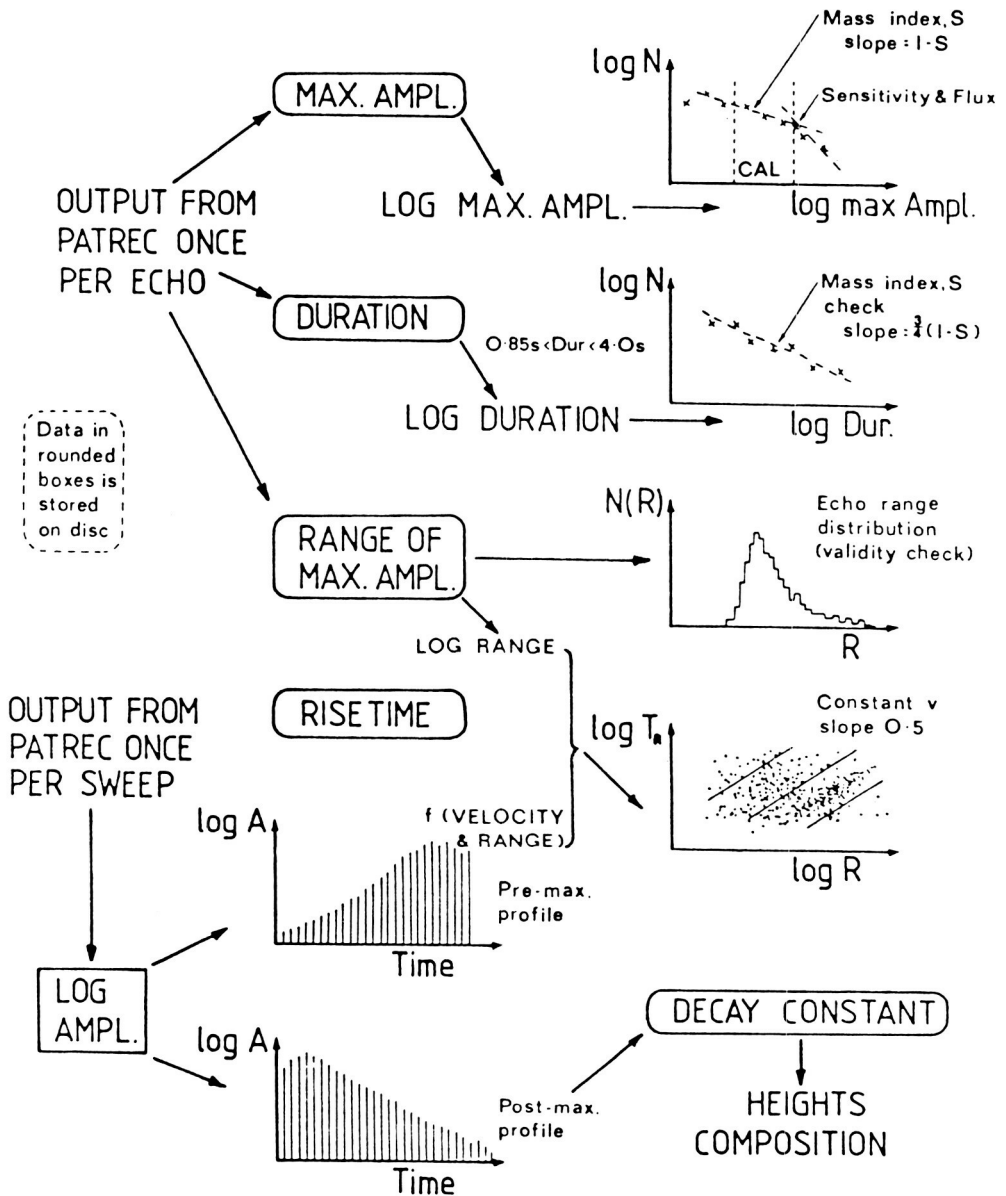 MAX. AMPL.
OUTPUT FROM
PATREC ONCE
PER ECHO
LOG MAX. AMPL.
log N
Mass index, S
slope = 1-S
Sensitivity & Flux
CAL
log max Ampl.
DURATION
0·85s<Dur<4·0s
LOG DURATION
log N
Mass index, S
check
slope: ¾(1-S)
log Dur.
Data in
rounded
boxes is
stored
on disc
RANGE OF
MAX. AMPL.
N(R)
Echo range
distribution
(validity check)
R
LOG RANGE
OUTPUT FROM
PATREC ONCE
PER SWEEP
RISETIME
log A
f (VELOCITY
& RANGE)
Pre-max.
profile
Time
log TR
Constant v
slope 0·5
log R
LOG
AMPL.
log A
Post-max.
profile
Time
DECAY CONSTANT
HEIGHTS
COMPOSITION